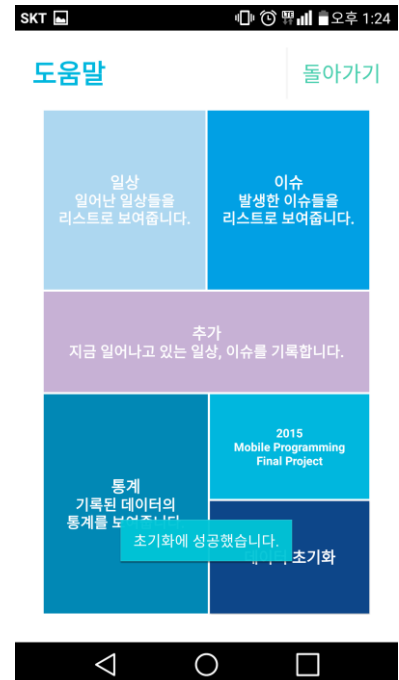 SKT 오후 1:24
도움말
돌아가기
일상
일어난 일상들을
리스트로 보여줍니다.
이슈
발생한 이슈들을
리스트로 보여줍니다.
추가
지금 일어나고 있는 일상, 이슈를 기록합니다.
통계
기록된 데이터의
통계를
2015
Mobile Programming
Final Project
초기화에 성공했습니다.
초기화